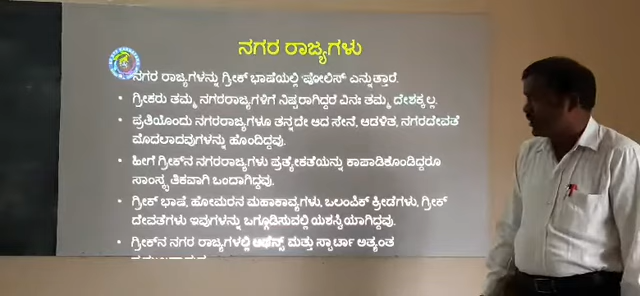 ನಗರ ರಾಜ್ಯಗಳು
ನಗರ ರಾಜ್ಯಗಳನ್ನು ಗ್ರೀಕ್ ಭಾಷೆಯಲ್ಲಿ 'ಪೋಲಿಸ್' ಎನ್ನುತ್ತಾರೆ.
• ಗ್ರೀಕರು ತಮ್ಮ ನಗರರಾಜ್ಯಗಳಿಗೆ ನಿಷ್ಠರಾಗಿದ್ದರೆ ವಿನಃ ತಮ್ಮ ದೇಶಕ್ಕಲ್ಲ.
• ಪ್ರತಿಯೊಂದು ನಗರರಾಜ್ಯಗಳೂ ತನ್ನದೇ ಆದ ಸೇನೆ, ಆಡಳಿತ, ನಗರದೇವತೆ
ಮೊದಲಾದವುಗಳನ್ನು ಹೊಂದಿದ್ದವು.
• ಹೀಗೆ ಗ್ರೀಕ್‌ನ ನಗರರಾಜ್ಯಗಳು ಪ್ರತ್ಯೇಕತೆಯನ್ನು ಕಾಪಾಡಿಕೊಂಡಿದ್ದರೂ
ಸಾಂಸ್ಕೃತಿಕವಾಗಿ ಒಂದಾಗಿದ್ದವು.
• ಗ್ರೀಕ್ ಭಾಷೆ, ಹೋಮರನ ಮಹಾಕಾವ್ಯಗಳು, ಒಲಂಪಿಕ್ ಕ್ರೀಡೆಗಳು, ಗ್ರೀಕ್
ದೇವತೆಗಳು ಇವುಗಳನ್ನು ಒಗ್ಗೂಡಿಸುವಲ್ಲಿ ಯಶಸ್ವಿಯಾಗಿದ್ದವು.
• ಗ್ರೀಕ್‌ನ ನಗರ ರಾಜ್ಯಗಳಲ್ಲಿ ಅಥೆನ್ಸ್ ಮತ್ತು ಸ್ಪಾರ್ಟಾ ಅತ್ಯಂತ